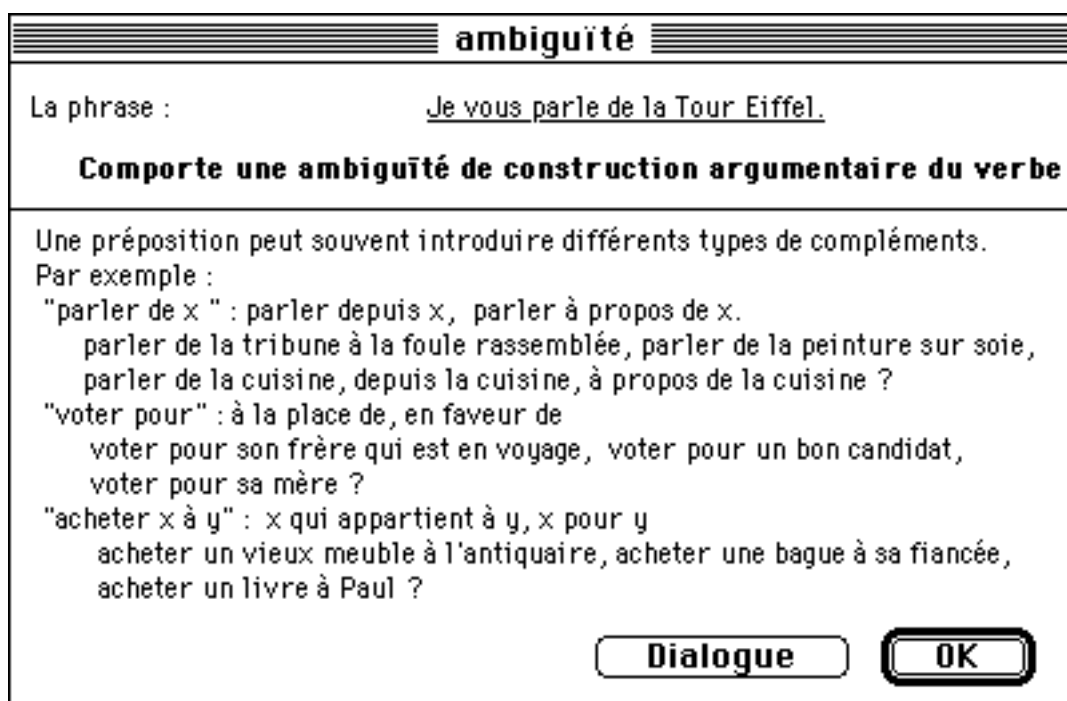 ambiguïté
La phrase : Je vous parle de la Tour Eiffel.
Comporte une ambiguïté de construction argumentaire du verbe
Une préposition peut souvent introduire différents types de compléments.
Par exemple :
"parler de x " : parler depuis x, parler à propos de x.
parler de la tribune à la foule rassemblée, parler de la peinture sur soie,
parler de la cuisine, depuis la cuisine, à propos de la cuisine ?
"voter pour" : à la place de, en faveur de
voter pour son frère qui est en voyage, voter pour un bon candidat,
voter pour sa mère ?
"acheter x à y" : x qui appartient à y, x pour y
acheter un vieux meuble à l'antiquaire, acheter une bague à sa fiancée,
acheter un livre à Paul ?
Dialogue OK